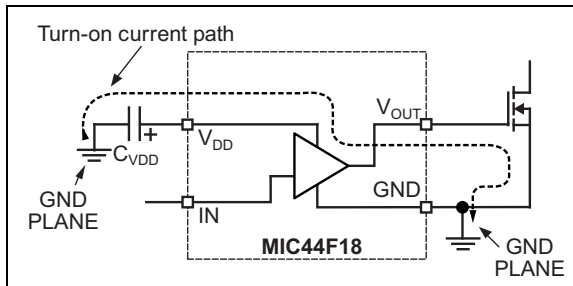 Turn-on current path
V_OUT
+
C_VDD
V_DD
GND
PLANE
GND
IN
MIC44F18
GND
PLANE